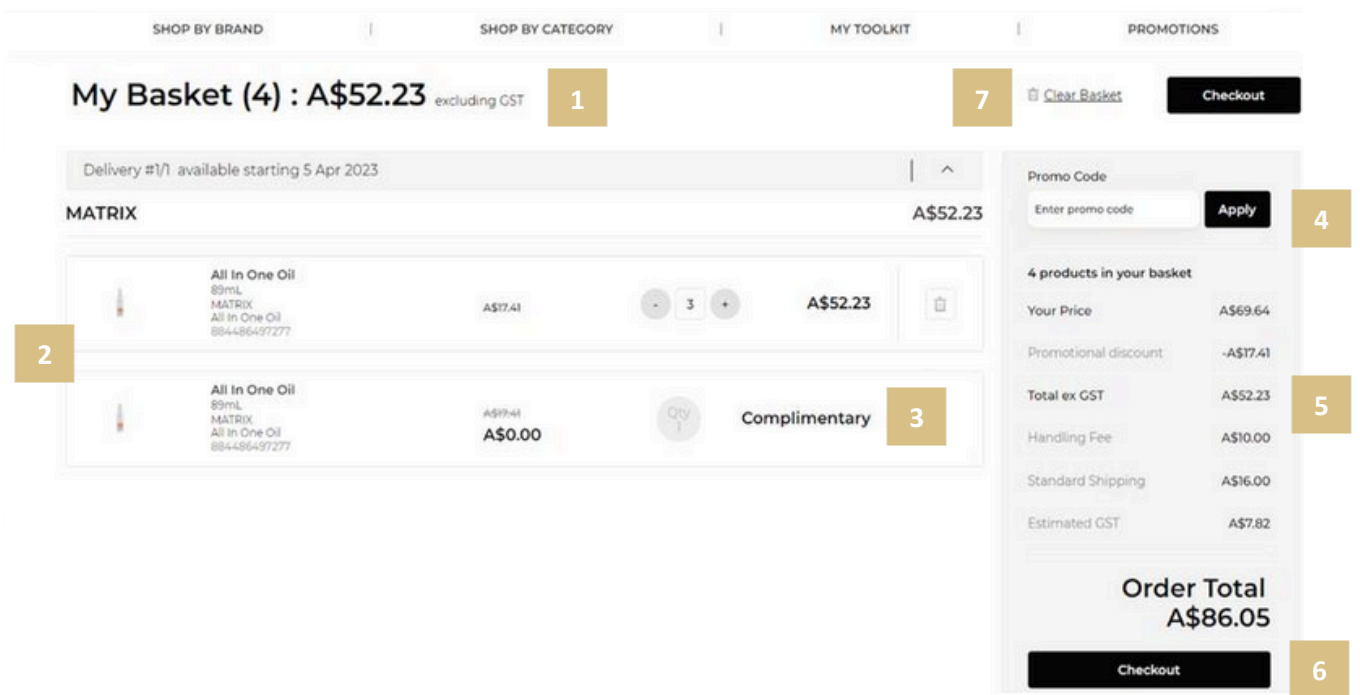 SHOP BY BRAND | SHOP BY CATEGORY | MY TOOLKIT | PROMOTIONS
My Basket (4) : A$52.23 excluding GST 1
7 Clear Basket Checkout
Delivery #1/1 available starting 5 Apr 2023
MATRIX A$52.23
2
All In One Oil
89mL
MATRIX
All In One Oil
884486497277
A$17.41 - 3 + A$52.23
All In One Oil
89mL
MATRIX
All In One Oil
884486497277
A$17.41
A$0.00
Qty
1
Complimentary 3
Promo Code
Enter promo code Apply 4
4 products in your basket
Your Price A$69.64
Promotional discount -A$17.41
Total ex GST A$52.23 5
Handling Fee A$10.00
Standard Shipping A$16.00
Estimated GST A$7.82
Order Total
A$86.05
Checkout 6